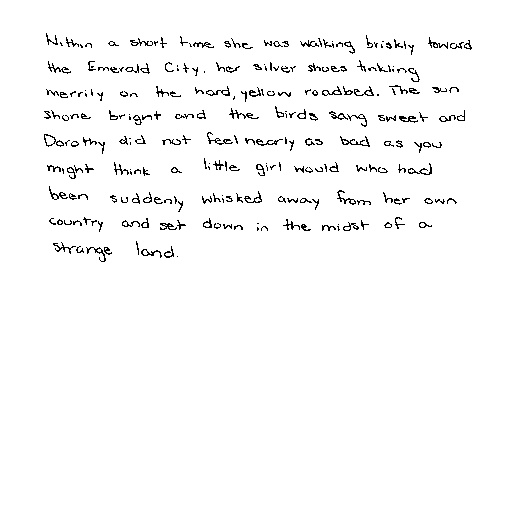 Within a short time she was walking briskly toward
the Emerald City, her silver shoes tinkling
merrily on the hard, yellow roadbed. The sun
shone bright and the birds sang sweet and
Dorothy did not feel nearly as bad as you
might think a little girl would who had
been suddenly whisked away from her own
country and set down in the midst of a
strange land.